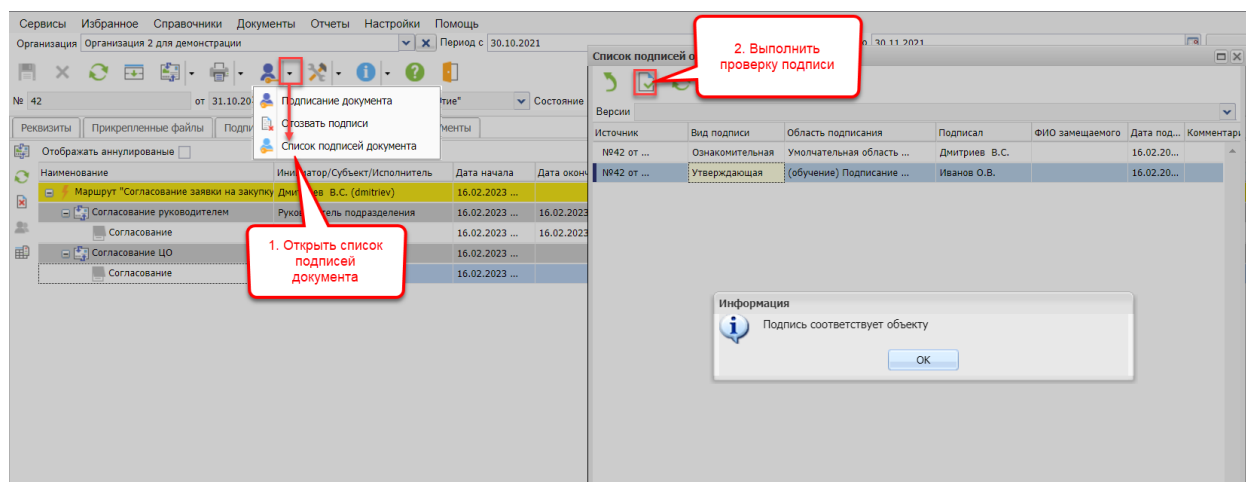 Сервисы Избранное Справочники Документы Отчеты Настройки Помощь
Организация Организация 2 для демонстрации Период с 30.10.2021 30.11.2021
№ 42 от 31.10.20 Состояние
Реквизиты Прикрепленные файлы
Отображать аннулированые
Наименование Инициатор/Субъект/Исполнитель Дата начала
Маршрут "Согласование заявки на закупку Дмитриев В.С. (dmitriev) 16.02.2023 ...
Согласование руководителем Руководитель подразделения 16.02.2023 ... 16.02.2023
Согласование 16.02.2023 ... 16.02.2023
Согласование ЦО 16.02.2023 ...
Согласование 16.02.2023 ...
Подписание документа
Отозвать подписи
Список подписей документа
1. Открыть список
подписей
документа
2. Выполнить
проверку подписи
Список подписей
Версии
Источник Вид подписи Область подписания Подписал ФИО замещаемого Дата под... Комментарı
№42 от ... Ознакомительная Умолчательная область ... Дмитриев В.С. 16.02.20...
№42 от ... Утверждающая (обучение) Подписание ... Иванов О.В. 16.02.20...
Информация
Подпись соответствует объекту
OK